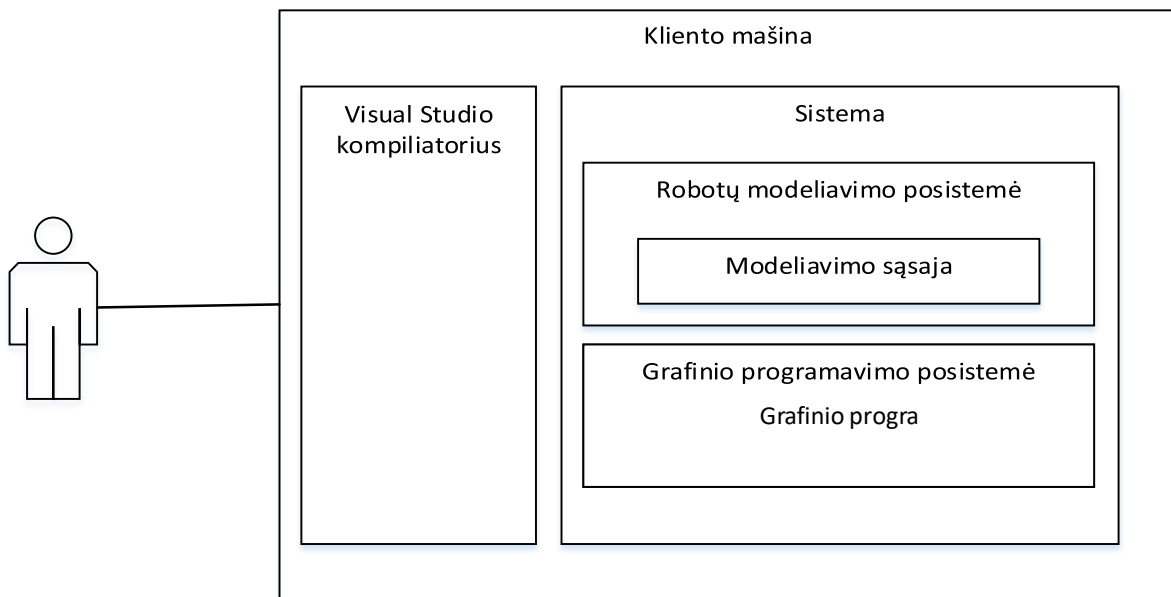 Kliento mašina
Visual Studio
kompiliatorius
Sistema
Robotų modeliavimo posistemė
Modeliavimo sąsaja
Grafinio programavimo posistemė
Grafinio progra